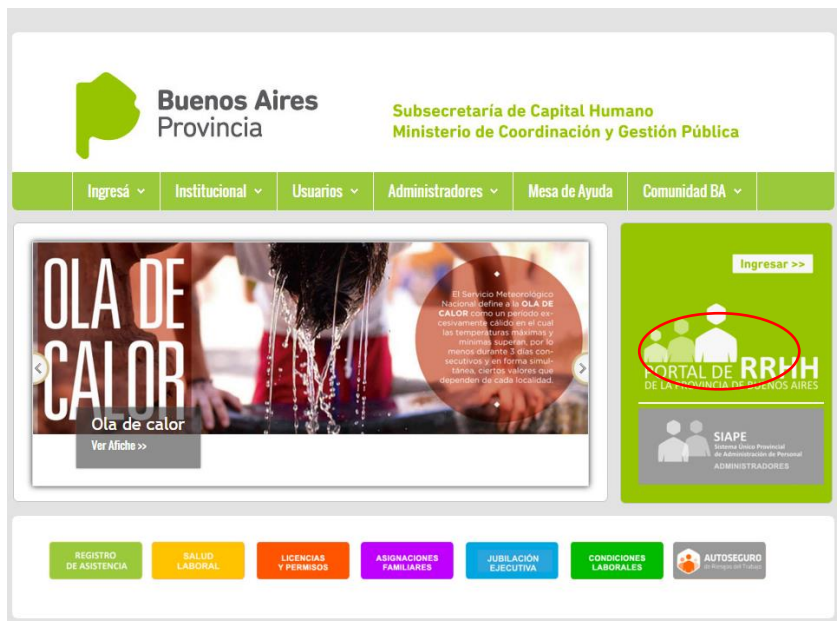 Buenos Aires
Provincia
Subsecretaría de Capital Humano
Ministerio de Coordinación y Gestión Pública
Ingresá
Institucional
Usuarios
Administradores
Mesa de Ayuda
Comunidad BA
OLA DE
CALOR
El Servicio Meteorológico
Nacional define a la OLA DE
CALOR como un período ex-
cesivamente cálido en el cual
las temperaturas máximas y
mínimas superan, por lo
menos durante 3 días con-
secutivos y en forma simul-
tánea, ciertos valores que
dependen de cada localidad.
Ola de calor
Ver Afiche >>
Ingresar >>
PORTAL DE RRHH
DE LA PROVINCIA DE BUENOS AIRES
SIAPE
Sistema Único Provincial
de Administración de Personal
ADMINISTRADORES
REGISTRO
DE ASISTENCIA
SALUD
LABORAL
LICENCIAS
Y PERMISOS
ASIGNACIONES
FAMILIARES
JUBILACIÓN
EJECUTIVA
CONDICIONES
LABORALES
AUTOSEGURO
de Riesgos del Trabajo